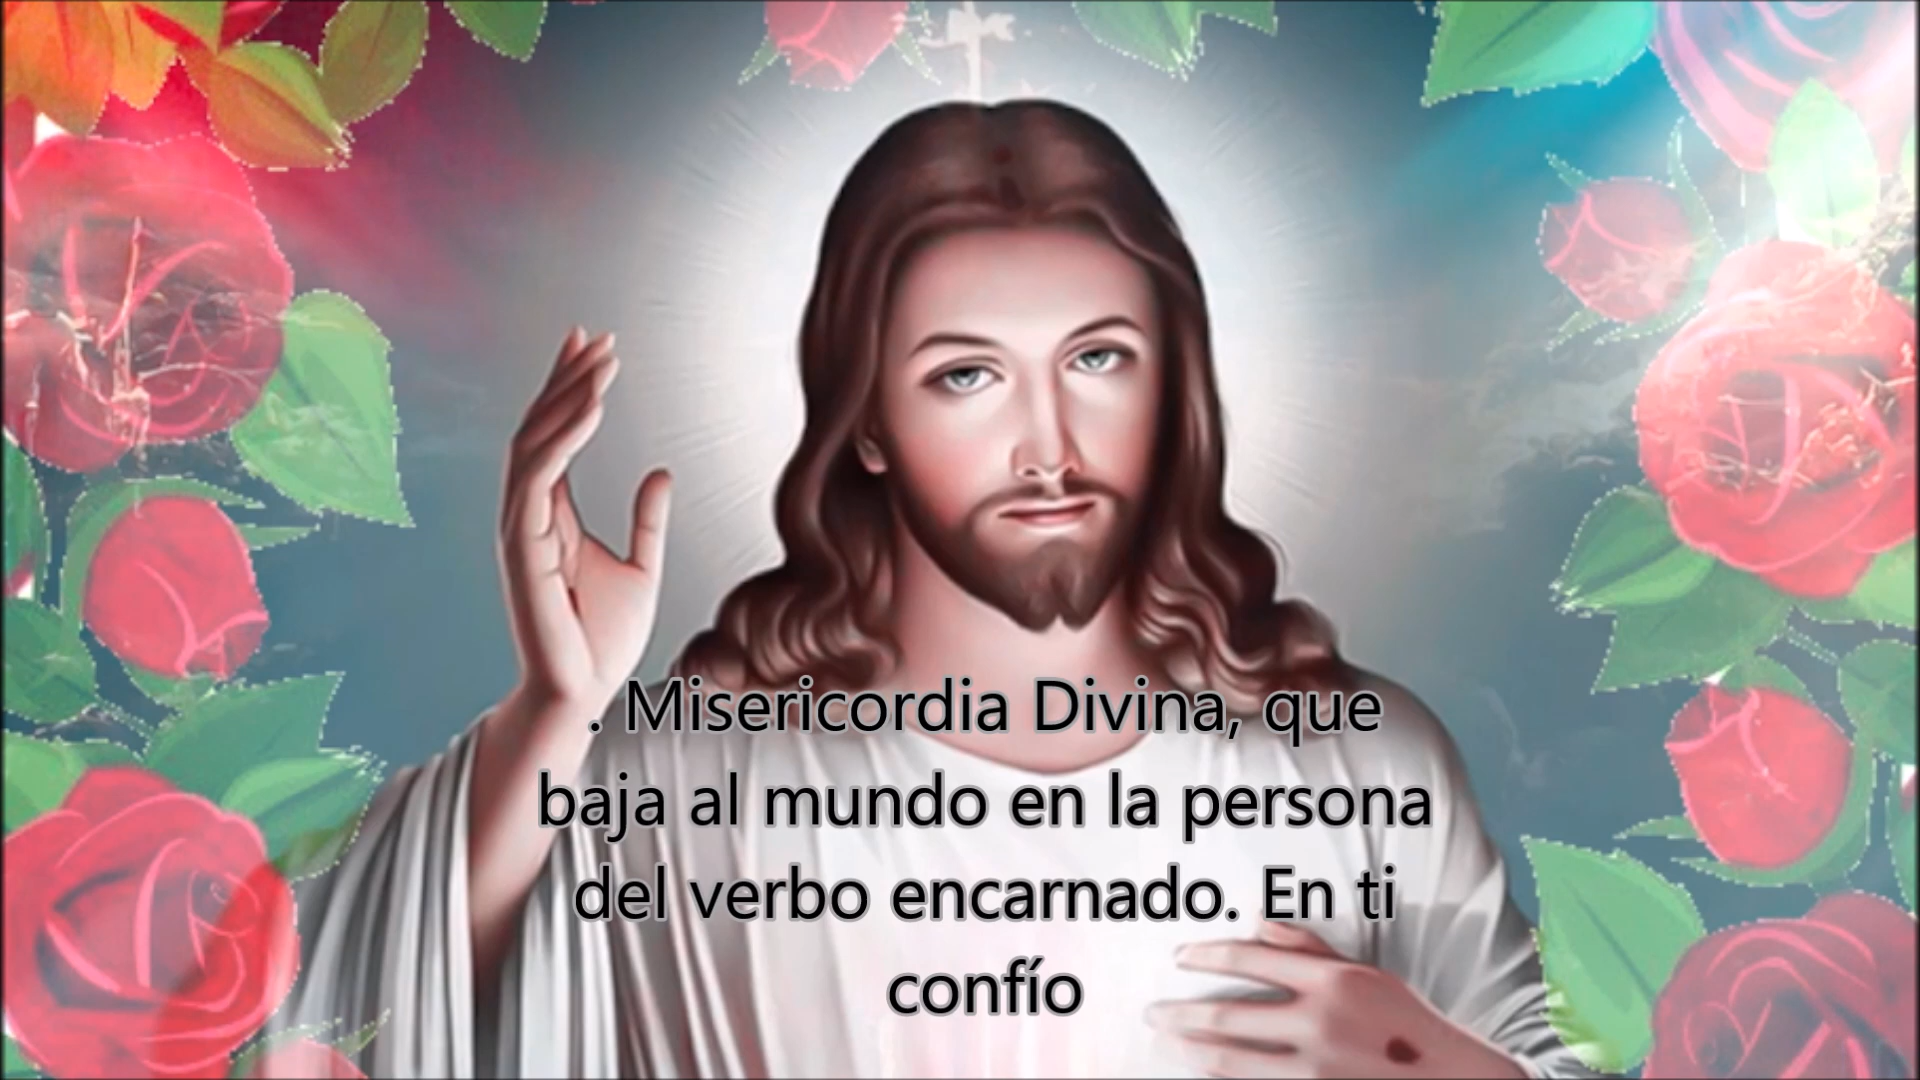 . Misericordia Divina, que
baja al mundo en la persona
del verbo encarnado. En ti
confío